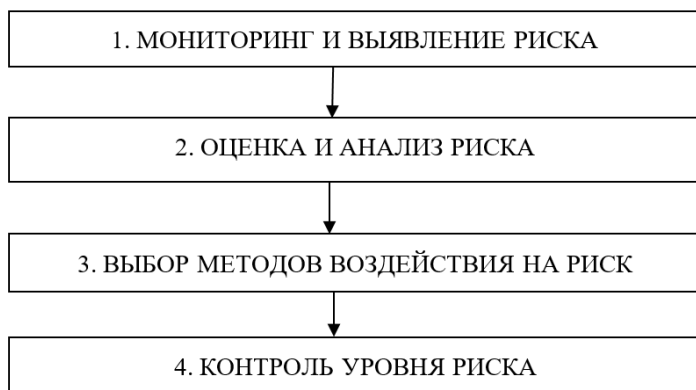 1. МОНИТОРИНГ И ВЫЯВЛЕНИЕ РИСКА
2. ОЦЕНКА И АНАЛИЗ РИСКА
3. ВЫБОР МЕТОДОВ ВОЗДЕЙСТВИЯ НА РИСК
4. КОНТРОЛЬ УРОВНЯ РИСКА